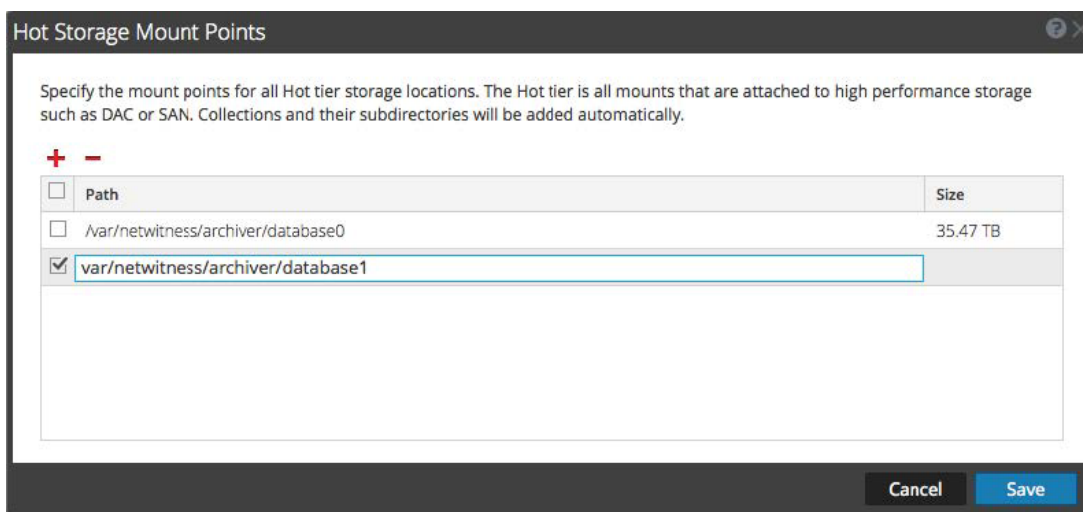 Hot Storage Mount Points
Specify the mount points for all Hot tier storage locations. The Hot tier is all mounts that are attached to high performance storage
such as DAC or SAN. Collections and their subdirectories will be added automatically.
Path Size
/var/netwitness/archiver/database0 35.47 TB
var/netwitness/archiver/database1
Cancel Save